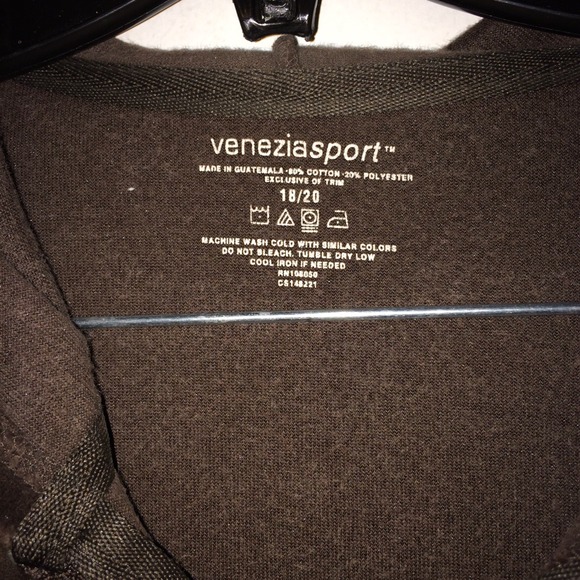 veneziasport™
MADE IN GUATEMALA·80% COTTON·20% POLYESTER
EXCLUSIVE OF TRIM
18/20
MACHINE WASH COLD WITH SIMILAR COLORS
DO NOT BLEACH. TUMBLE DRY LOW
COOL IRON IF NEEDED
RN108050
CS148221